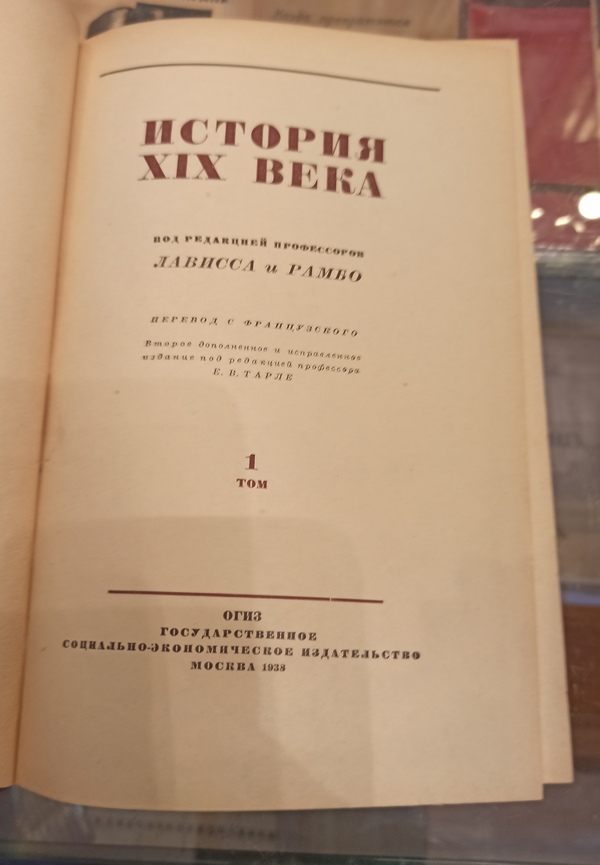 ИСТОРИЯ
XIX ВЕКА
ПОД РЕДАКЦИЕЙ ПРОФЕССОРОВ
ЛАВИССА и РАМБО
ПЕРЕВОД С ФРАНЦУЗСКОГО
Второе дополненное и исправленное
издание под редакцией профессора
Е. В. ТАРЛЕ
1
ТОМ
ОГИЗ
ГОСУДАРСТВЕННОЕ
СОЦИАЛЬНО-ЭКОНОМИЧЕСКОЕ ИЗДАТЕЛЬСТВО
МОСКВА 1938